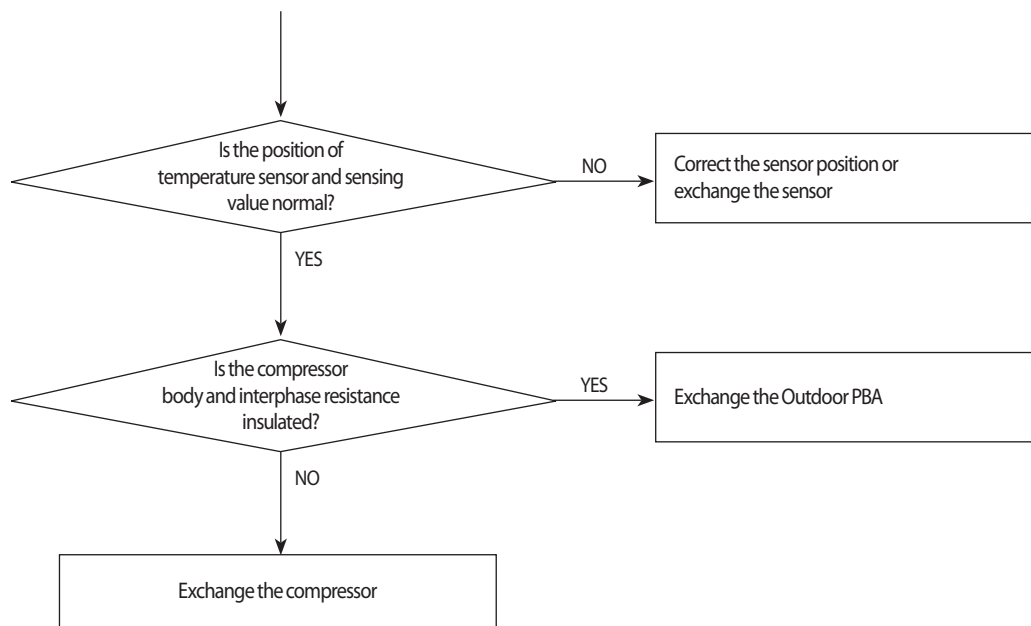 Is the position of
temperature sensor and sensing
value normal?
NO
Correct the sensor position or
exchange the sensor
YES
Is the compressor
body and interphase resistance
insulated?
YES
Exchange the Outdoor PBA
NO
Exchange the compressor